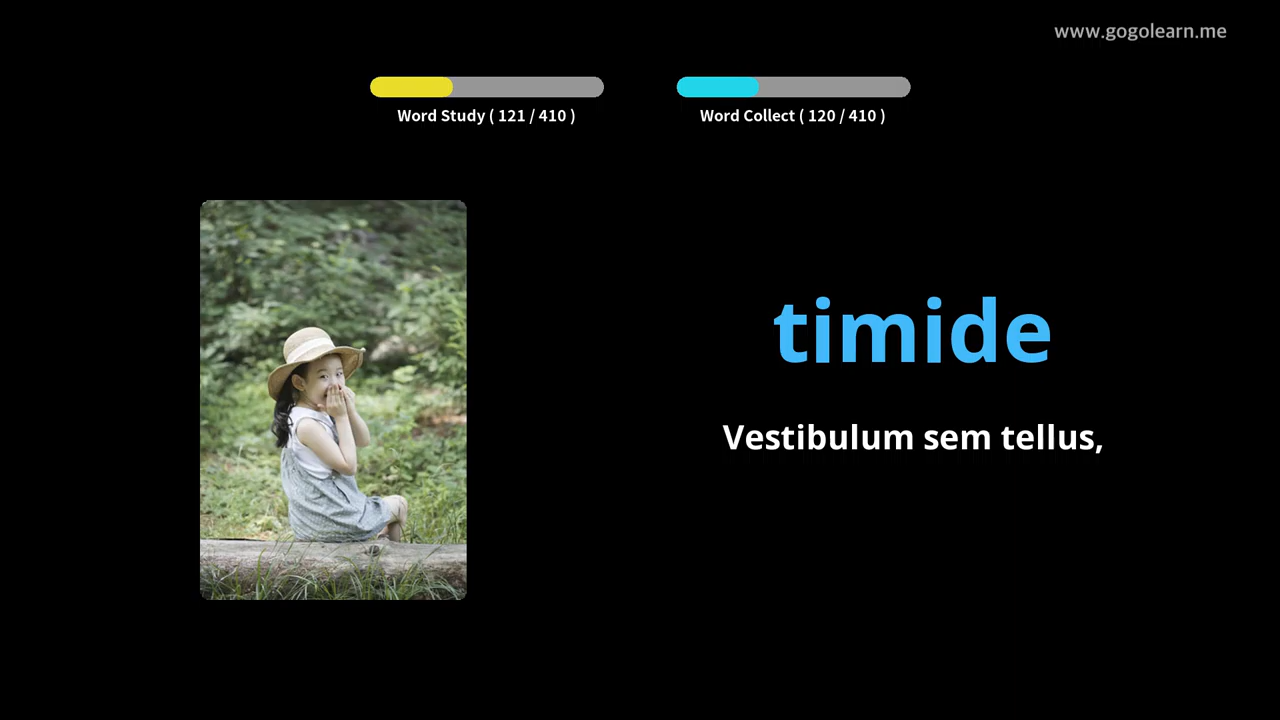 www.gogolearn.me
Word Study ( 121 / 410 )
Word Collect ( 120 / 410 )
timide
Vestibulum sem tellus,